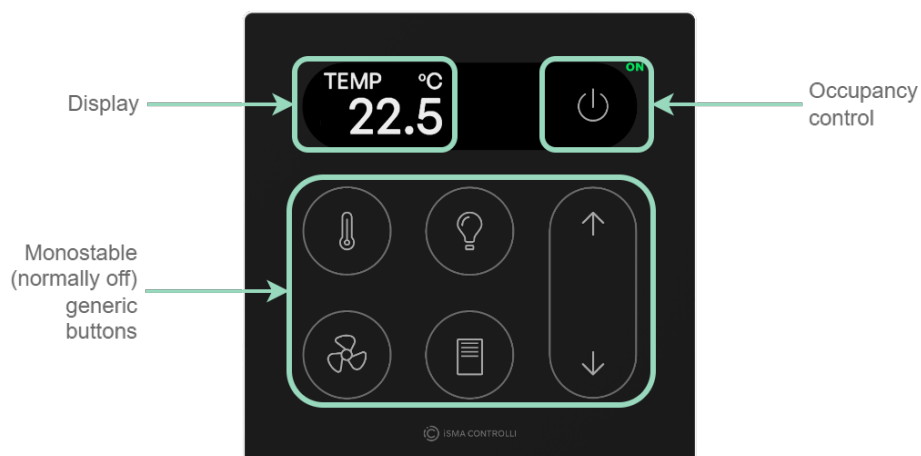 ON
TEMP °C
22.5
Display
Occupancy
control
Monostable
(normally off)
generic
buttons
iSMA CONTROLLI